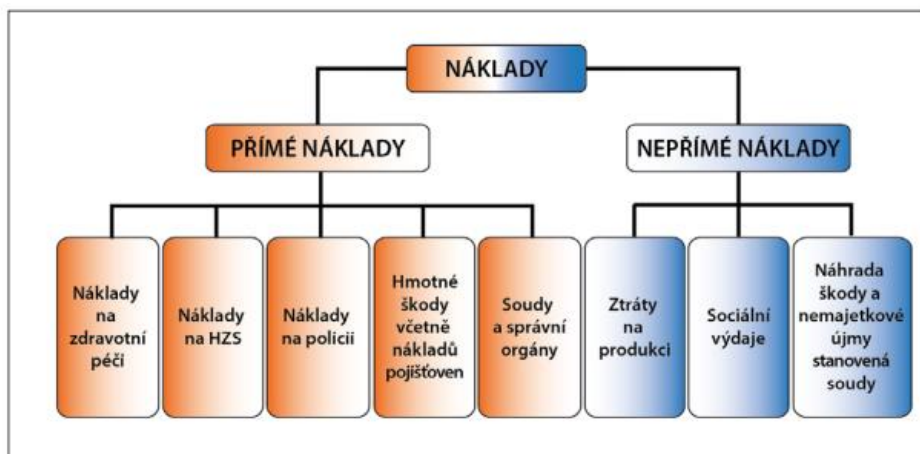 NÁKLADY
PŘÍMÉ NÁKLADY
NEPŘÍMÉ NÁKLADY
Náklady
na
zdravotní
péči
Náklady
na HZS
Náklady
na policii
Hmotné
škody
včetně
nákladů
pojišťoven
Soudy
a správní
orgány
Ztráty
na
produkci
Sociální
výdaje
Náhrada
škody a
nemajetkové
újmy
stanovená
soudy